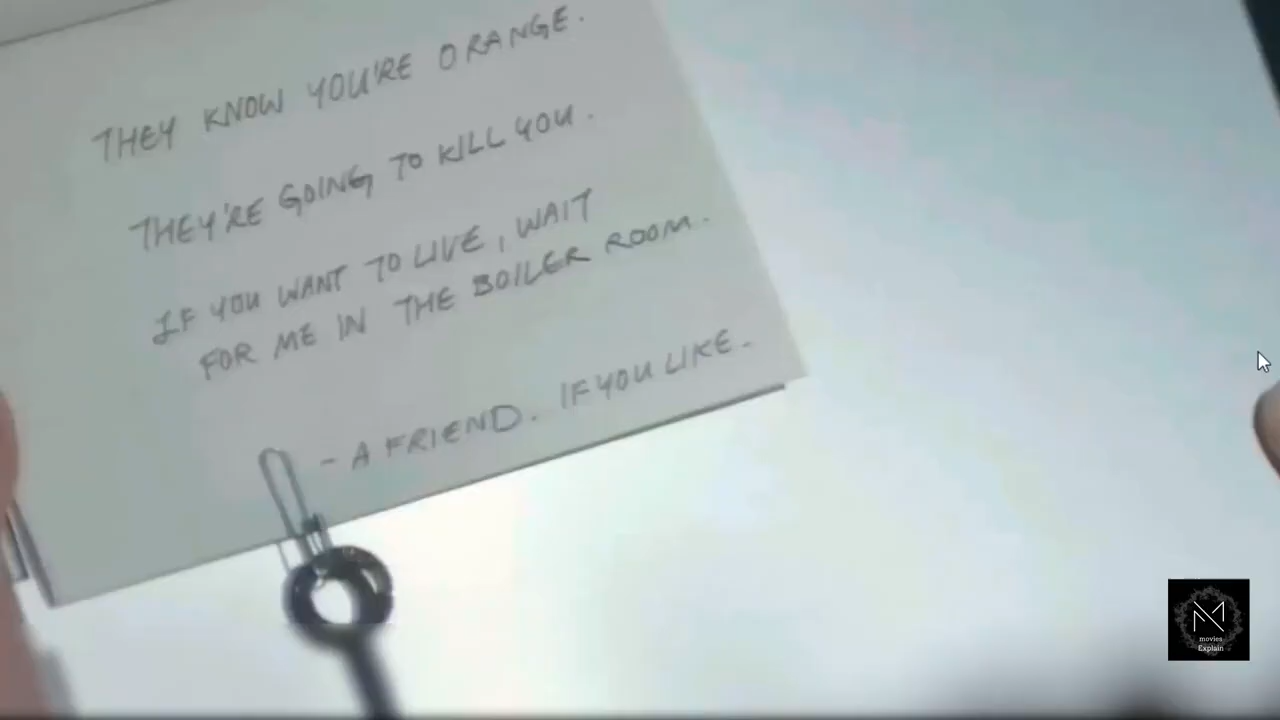 THEY KNOW YOU'RE ORANGE.
THEY'RE GOING TO KILL YOU.
IF YOU WANT TO LIVE, WAIT
FOR ME IN THE BOILER ROOM.
- A FRIEND. IF YOU LIKE.
M
movies
Explain